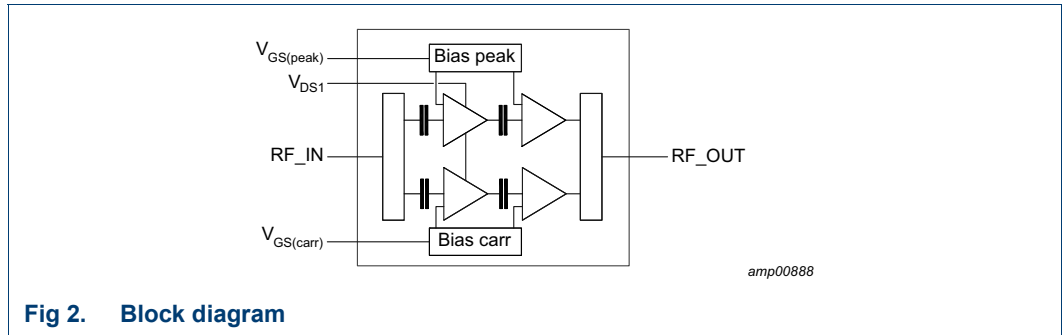 V_GS(peak)
Bias peak
V_DS1
RF_IN
RF_OUT
V_GS(carr)
Bias carr
amp00888
Fig 2. Block diagram